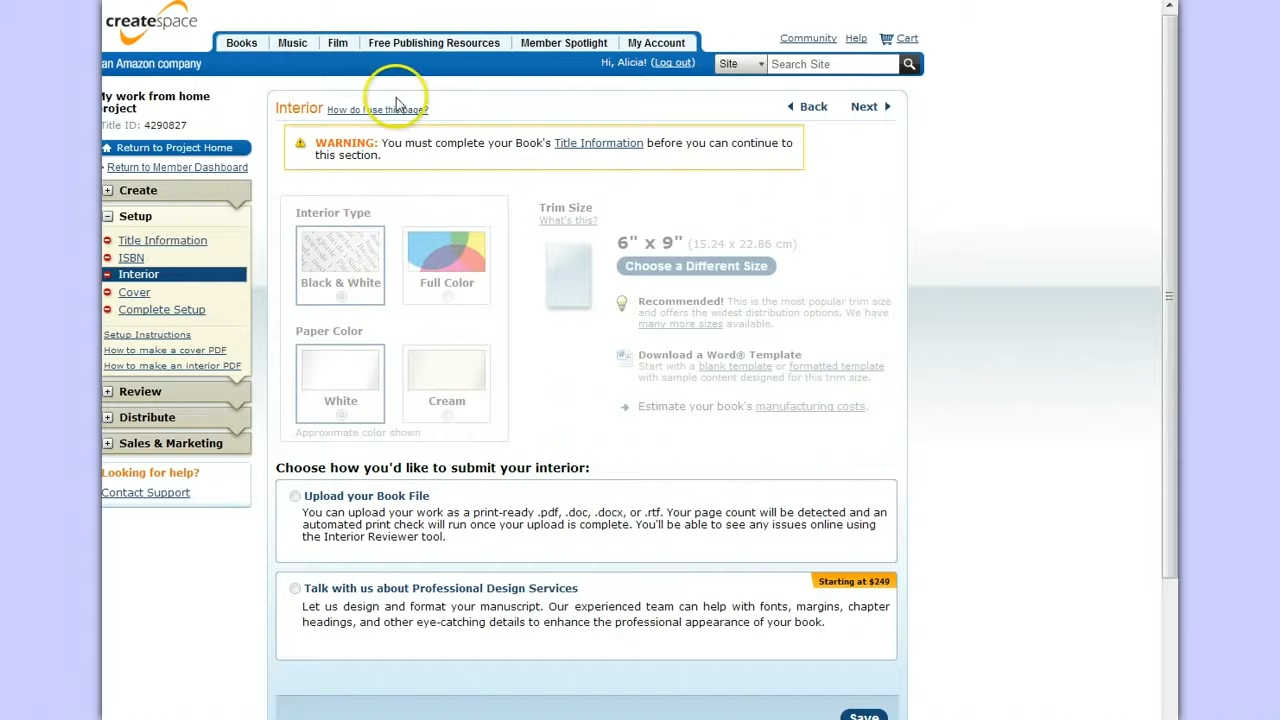 createspace
Books
Music
Film
Free Publishing Resources
Member Spotlight
My Account
Community
Help
Cart
an Amazon company
Hi, Alicia! (Log out)
Site
Search Site
My work from home
project
Title ID: 4290827
Return to Project Home
Return to Member Dashboard
Create
Setup
Title Information
ISBN
Interior
Cover
Complete Setup
Setup Instructions
How to make a cover PDF
How to make an interior PDF
Review
Distribute
Sales & Marketing
Looking for help?
Contact Support
Interior
How do I use this page?
Back
Next
WARNING: You must complete your Book's Title Information before you can continue to
this section.
Interior Type
Black & White
Full Color
Paper Color
White
Cream
Approximate color shown
Trim Size
What's this?
6" x 9" (15.24 x 22.86 cm)
Choose a Different Size
Recommended! This is the most popular trim size
and offers the widest distribution options. We have
many more sizes available.
Download a Word® Template
Start with a blank template or formatted template
with sample content designed for this trim size.
Estimate your book's manufacturing costs.
Choose how you'd like to submit your interior:
Upload your Book File
You can upload your work as a print-ready .pdf, .doc, .docx, or .rtf. Your page count will be detected and an
automated print check will run once your upload is complete. You'll be able to see any issues online using
the Interior Reviewer tool.
Talk with us about Professional Design Services
Starting at $249
Let us design and format your manuscript. Our experienced team can help with fonts, margins, chapter
headings, and other eye-catching details to enhance the professional appearance of your book.
Save